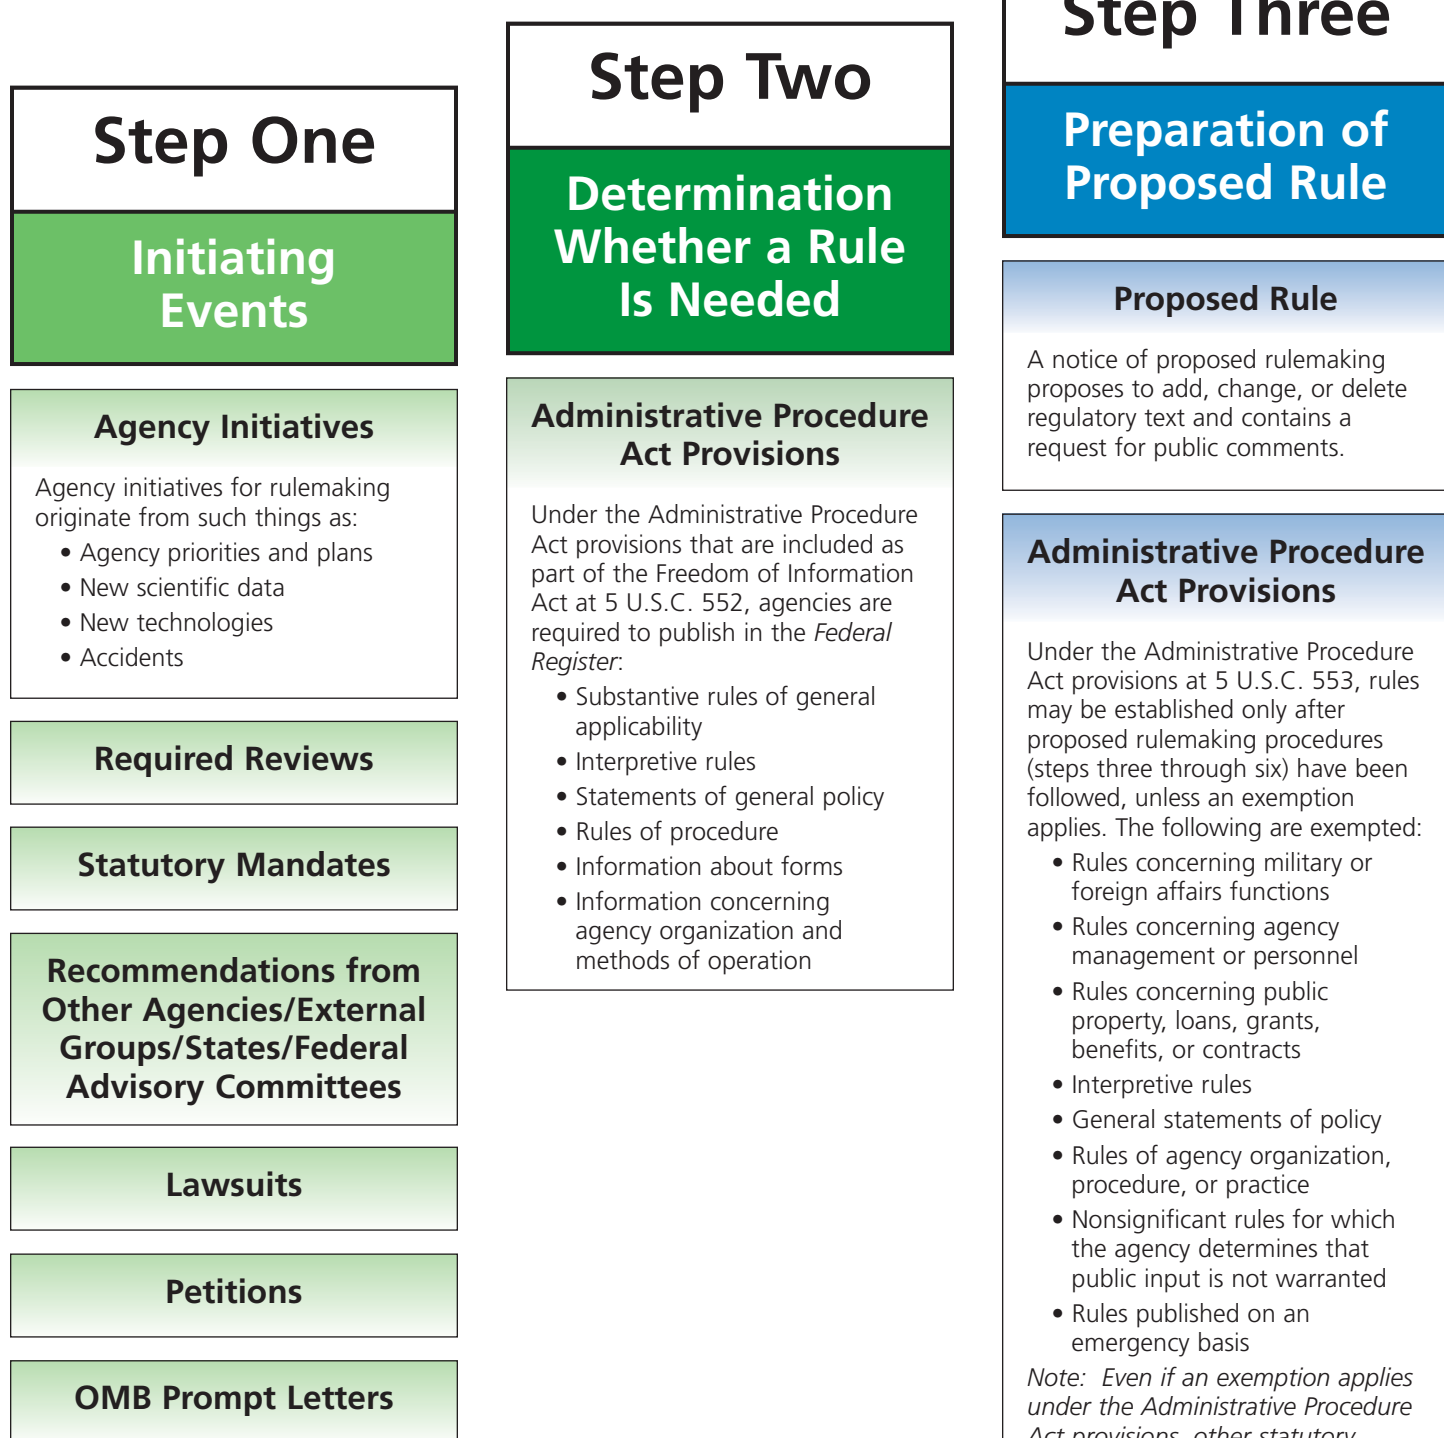 Step One
Initiating
Events
Agency Initiatives
Agency initiatives for rulemaking
originate from such things as:
• Agency priorities and plans
• New scientific data
• New technologies
• Accidents
Required Reviews
Statutory Mandates
Recommendations from
Other Agencies/External
Groups/States/Federal
Advisory Committees
Lawsuits
Petitions
OMB Prompt Letters
Step Two
Determination
Whether a Rule
Is Needed
Administrative Procedure
Act Provisions
Under the Administrative Procedure
Act provisions that are included as
part of the Freedom of Information
Act at 5 U.S.C. 552, agencies are
required to publish in the Federal
Register:
• Substantive rules of general
applicability
• Interpretive rules
• Statements of general policy
• Rules of procedure
• Information about forms
• Information concerning
agency organization and
methods of operation
Step Three
Preparation of
Proposed Rule
Proposed Rule
A notice of proposed rulemaking
proposes to add, change, or delete
regulatory text and contains a
request for public comments.
Administrative Procedure
Act Provisions
Under the Administrative Procedure
Act provisions at 5 U.S.C. 553, rules
may be established only after
proposed rulemaking procedures
(steps three through six) have been
followed, unless an exemption
applies. The following are exempted:
• Rules concerning military or
foreign affairs functions
• Rules concerning agency
management or personnel
• Rules concerning public
property, loans, grants,
benefits, or contracts
• Interpretive rules
• General statements of policy
• Rules of agency organization,
procedure, or practice
• Nonsignificant rules for which
the agency determines that
public input is not warranted
• Rules published on an
emergency basis
Note: Even if an exemption applies
under the Administrative Procedure
Act provisions, other statutory